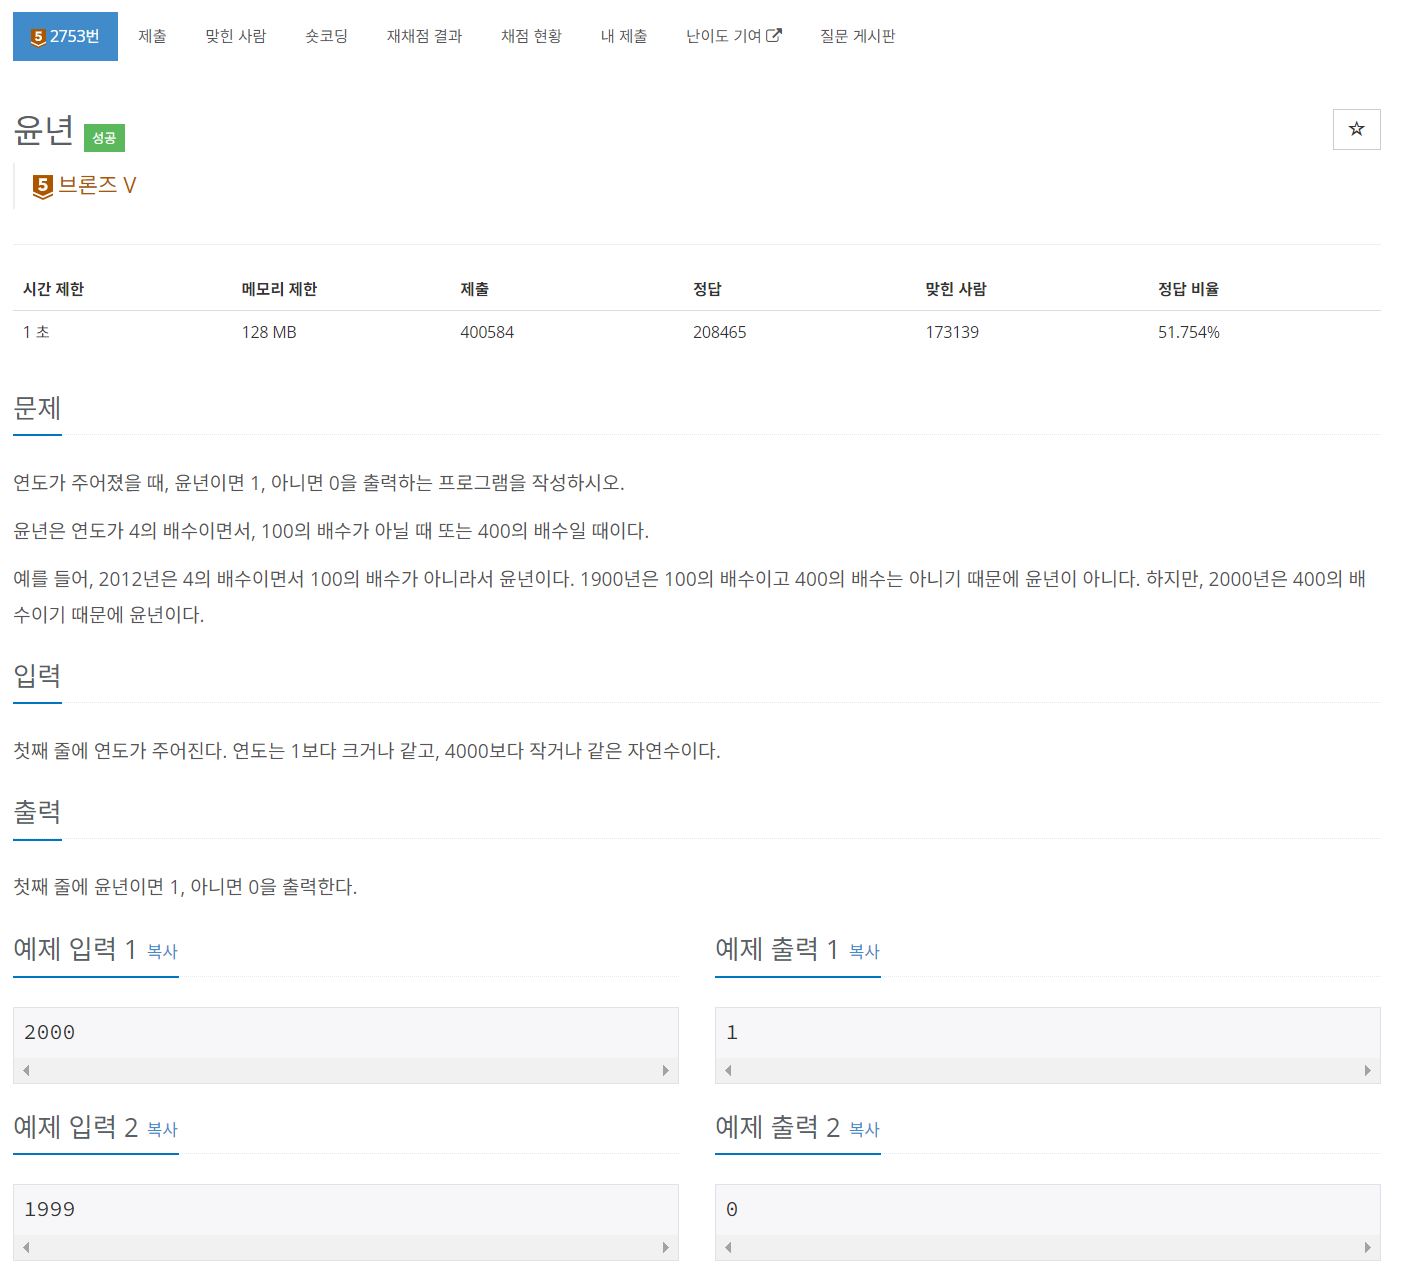 5 2753번 제출 맞힌 사람 숏코딩 재채점 결과 채점 현황 내 제출 난이도 기여 질문 게시판
윤년 성공
5 브론즈 V
시간 제한 메모리 제한 제출 정답 맞힌 사람 정답 비율
1 초 128 MB 400584 208465 173139 51.754%
문제
연도가 주어졌을 때, 윤년이면 1, 아니면 0을 출력하는 프로그램을 작성하시오.
윤년은 연도가 4의 배수이면서, 100의 배수가 아닐 때 또는 400의 배수일 때이다.
예를 들어, 2012년은 4의 배수이면서 100의 배수가 아니라서 윤년이다. 1900년은 100의 배수이고 400의 배수는 아니기 때문에 윤년이 아니다. 하지만, 2000년은 400의 배
수이기 때문에 윤년이다.
입력
첫째 줄에 연도가 주어진다. 연도는 1보다 크거나 같고, 4000보다 작거나 같은 자연수이다.
출력
첫째 줄에 윤년이면 1, 아니면 0을 출력한다.
예제 입력 1 복사 예제 출력 1 복사
2000 1
예제 입력 2 복사 예제 출력 2 복사
1999 0